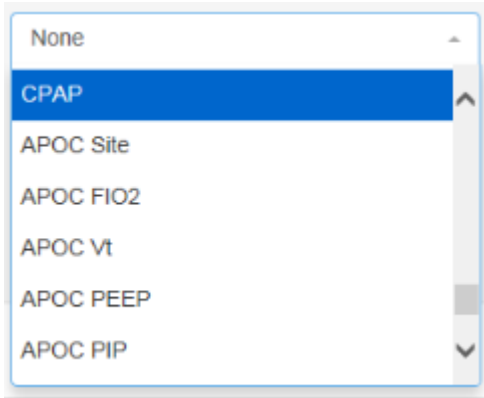 None
CPAP
APOC Site
APOC FIO2
APOC Vt
APOC PEEP
APOC PIP